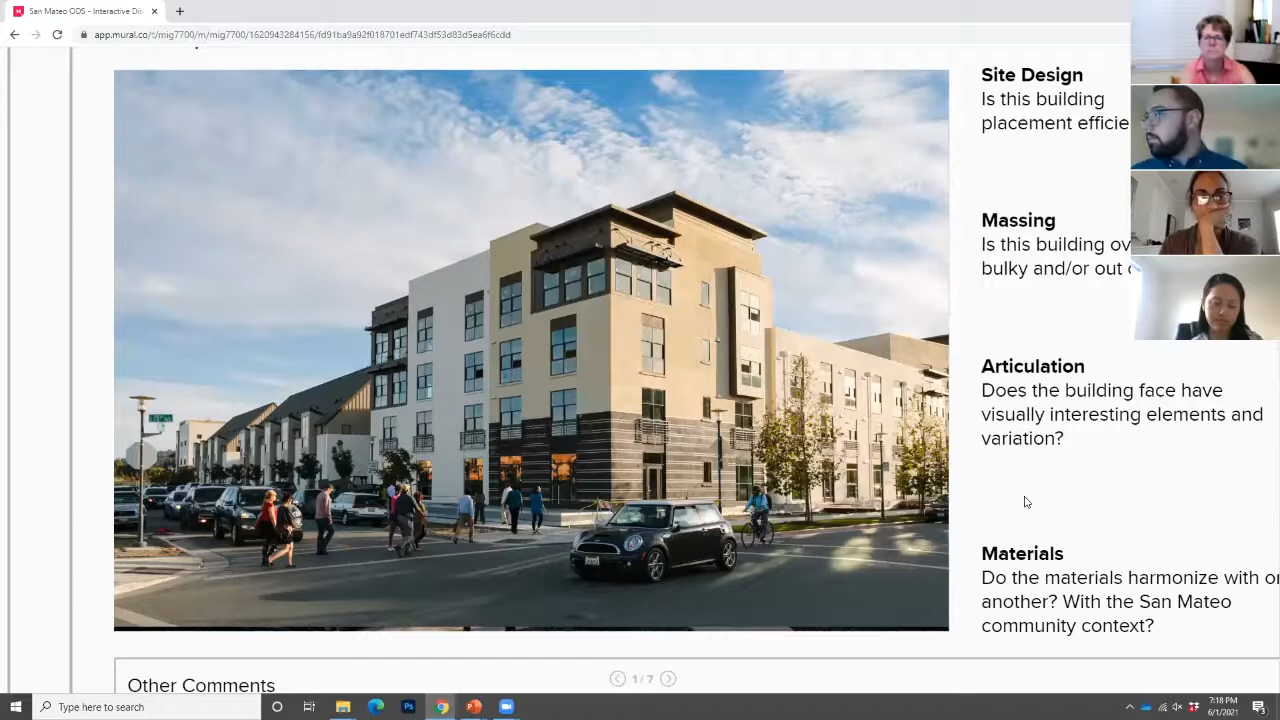 San Mateo ODS - Interactive Di
app.mural.co/t/mig7700/m/mig7700/1620943284156/fd91ba9a92f018701edf743df53d83d5ea6f6cdd
Site Design
Is this building
placement efficie
Massing
Is this building ov
bulky and/or out
Articulation
Does the building face have
visually interesting elements and
variation?
Materials
Do the materials harmonize with
another? With the San Mateo
community context?
Other Comments
1/7
Type here to search
7:18 PM
6/1/2021
3